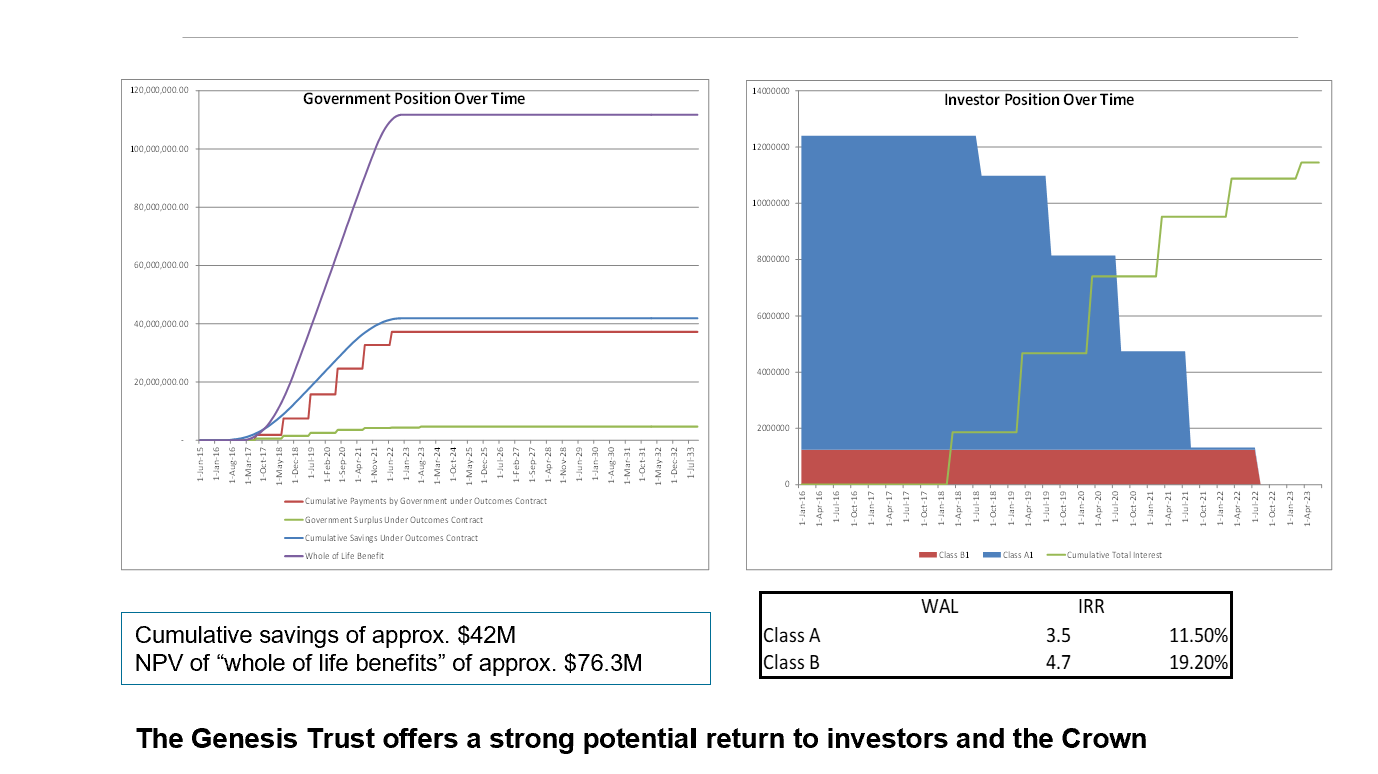 Government Position Over Time
120,000,000.00
100,000,000.00
80,000,000.00
60,000,000.00
40,000,000.00
20,000,000.00
-
1-Jun-15
1-Jan-16
1-Aug-16
1-Mar-17
1-Oct-17
1-May-18
1-Dec-18
1-Jul-19
1-Feb-20
1-Sep-20
1-Apr-21
1-Nov-21
1-Jun-22
1-Jan-23
1-Aug-23
1-Mar-24
1-Oct-24
1-May-25
1-Dec-25
1-Jul-26
1-Feb-27
1-Sep-27
1-Apr-28
1-Nov-28
1-Jun-29
1-Jan-30
1-Aug-30
1-Mar-31
1-Oct-31
1-May-32
1-Dec-32
1-Jul-33
Cumulative Payments by Government under Outcomes Contract
Government Surplus Under Outcomes Contract
Cumulative Savings Under Outcomes Contract
Whole of Life Benefit
Investor Position Over Time
14000000
12000000
10000000
8000000
6000000
4000000
2000000
0
1-Jan-16
1-Apr-16
1-Jul-16
1-Oct-16
1-Jan-17
1-Apr-17
1-Jul-17
1-Oct-17
1-Jan-18
1-Apr-18
1-Jul-18
1-Oct-18
1-Jan-19
1-Apr-19
1-Jul-19
1-Oct-19
1-Jan-20
1-Apr-20
1-Jul-20
1-Oct-20
1-Jan-21
1-Apr-21
1-Jul-21
1-Oct-21
1-Jan-22
1-Apr-22
1-Jul-22
1-Oct-22
1-Jan-23
1-Apr-23
Class B1 Class A1 Cumulative Total Interest
Cumulative savings of approx. $42M
NPV of “whole of life benefits” of approx. $76.3M
WAL IRR
Class A 3.5 11.50%
Class B 4.7 19.20%
The Genesis Trust offers a strong potential return to investors and the Crown